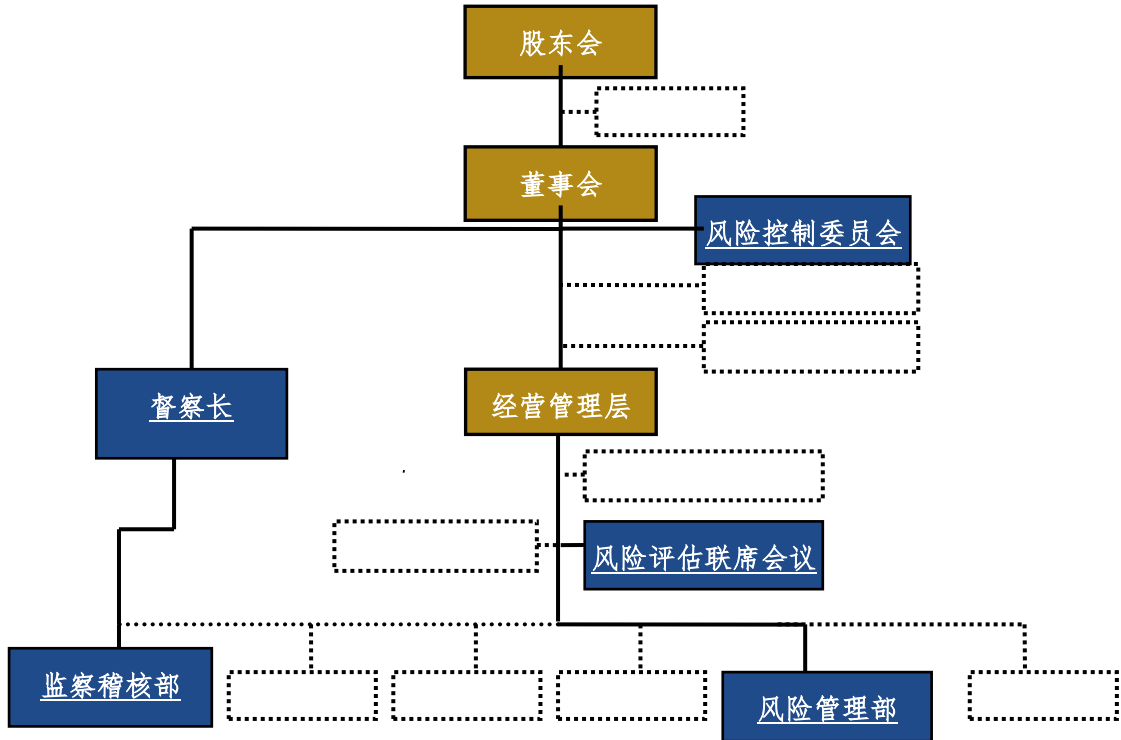 股东会
董事会
风险控制委员会
督察长
经营管理层
风险评估联席会议
监察稽核部
风险管理部